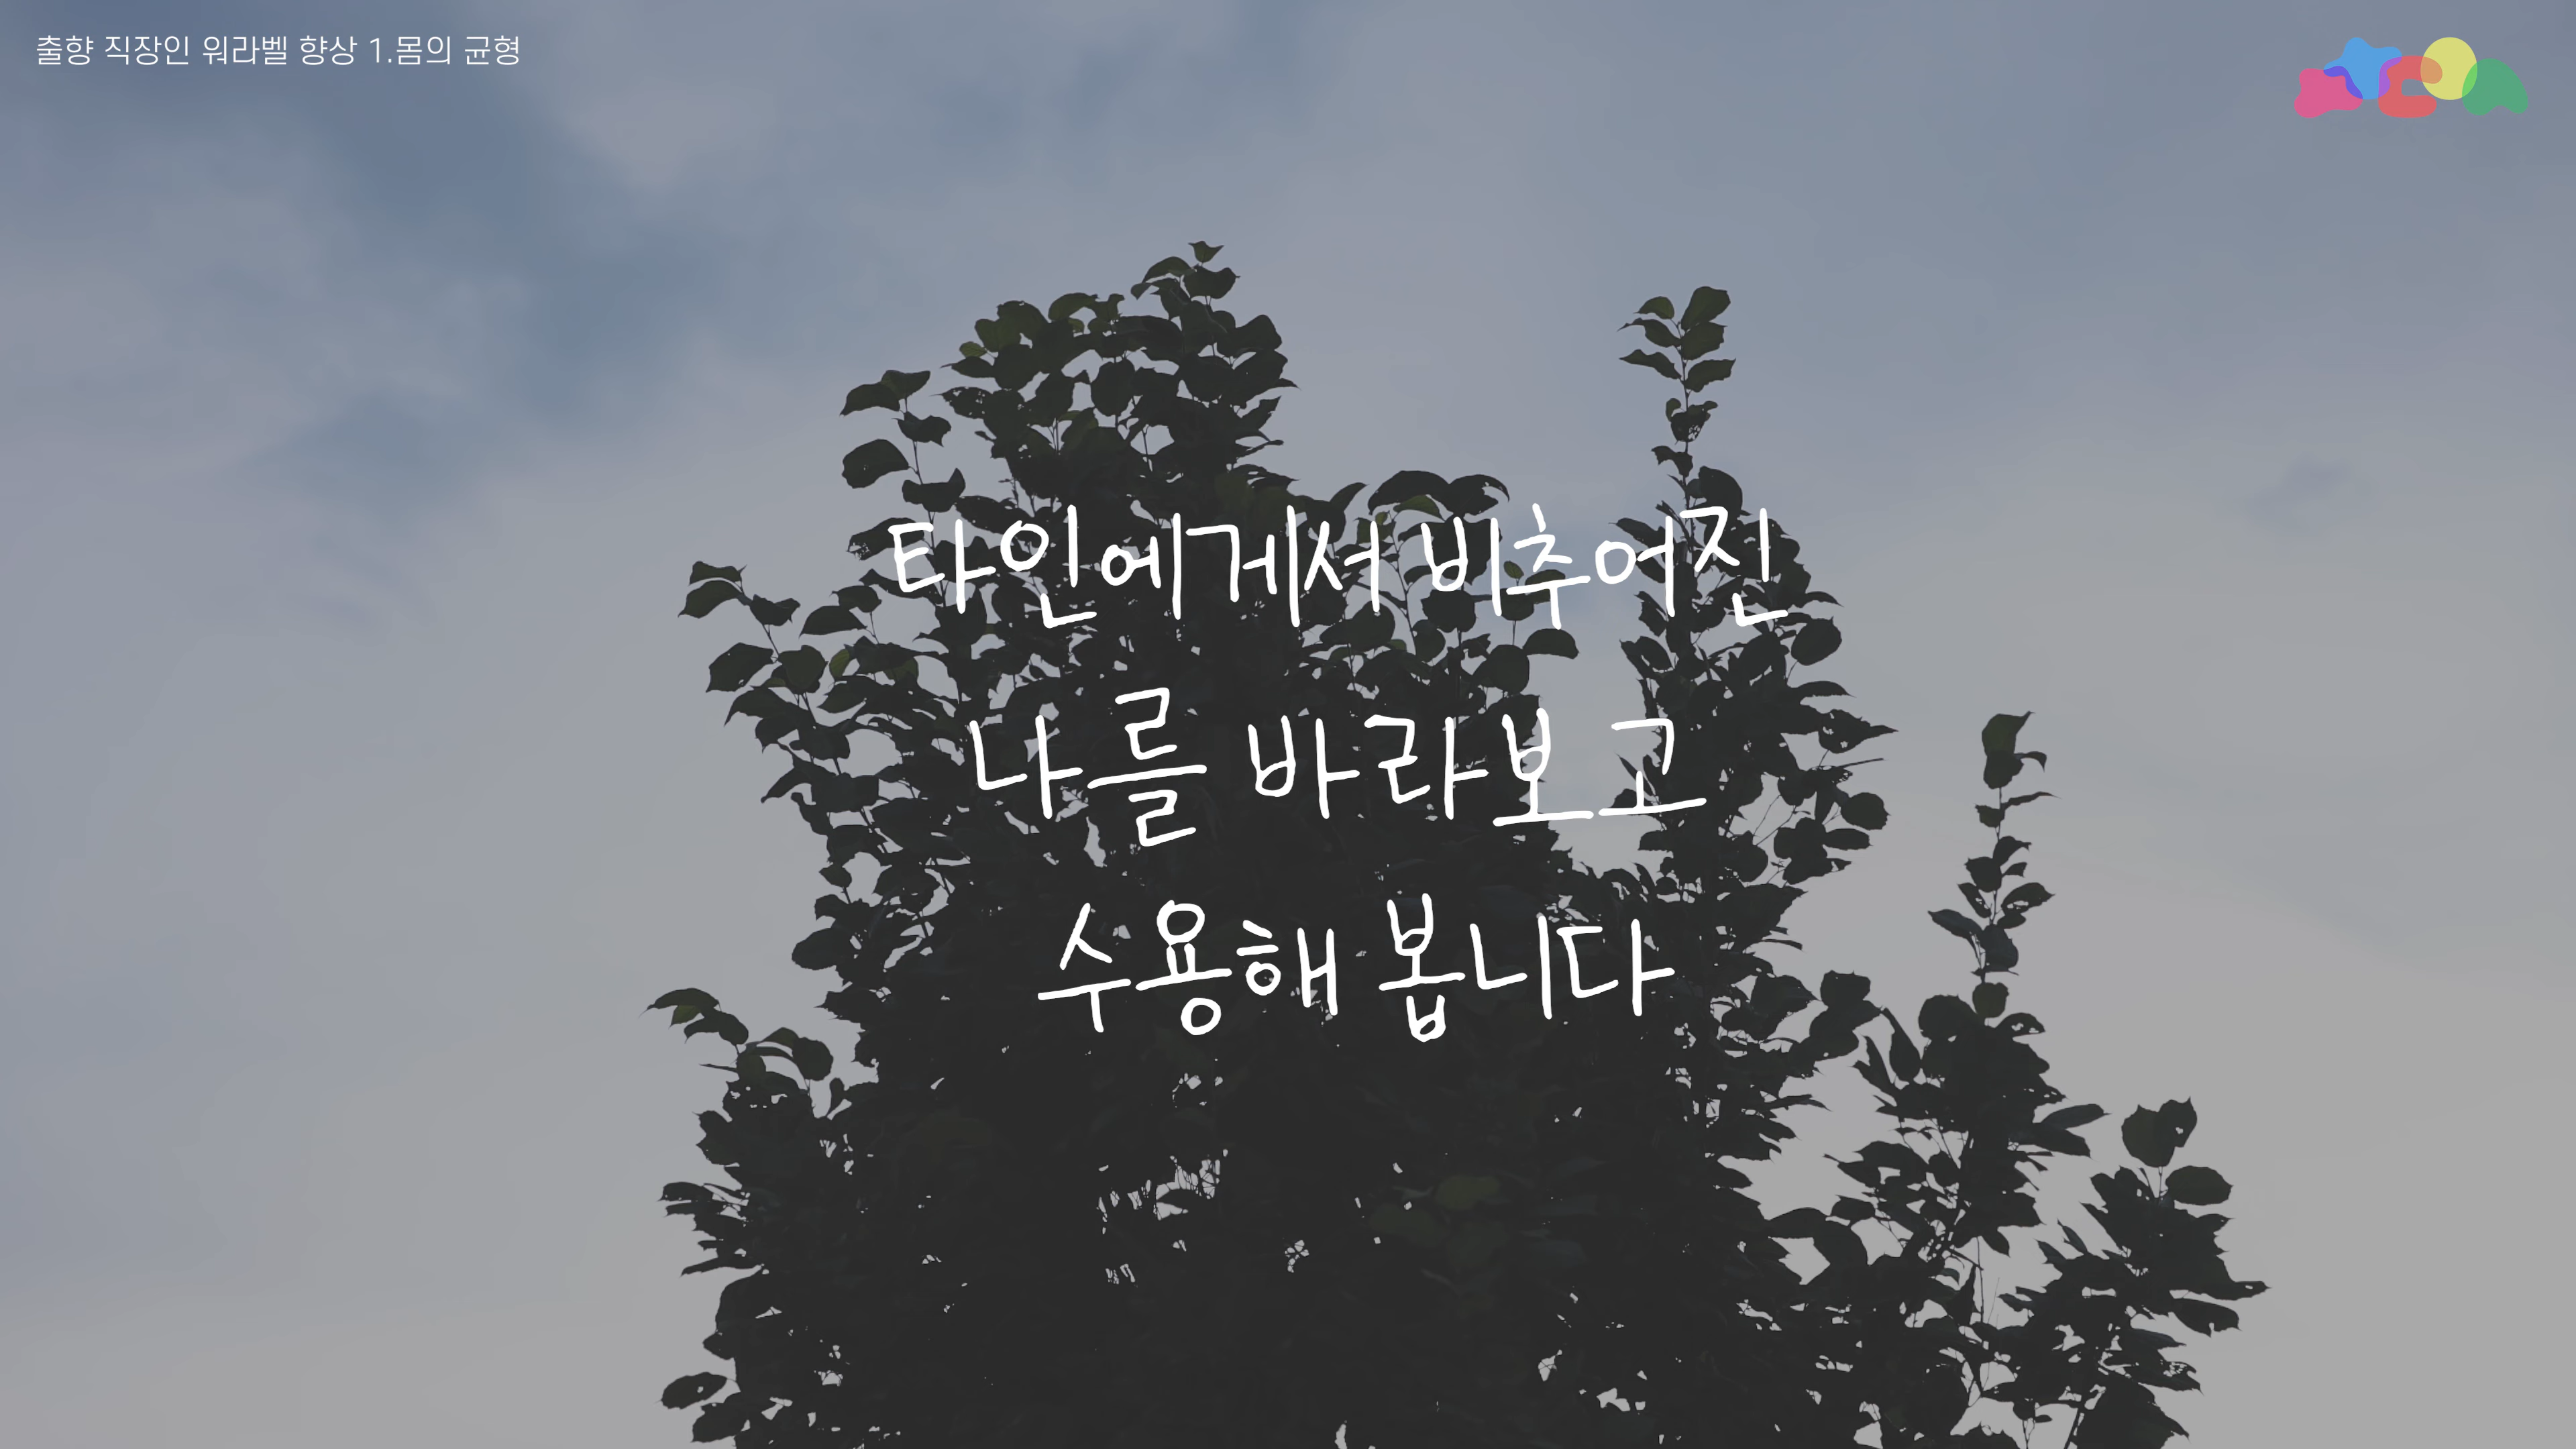 출향 직장인 워라벨 향상 1.몸의 균형
타인에게서 비추어진
나를 바라보고
수용해 봅니다